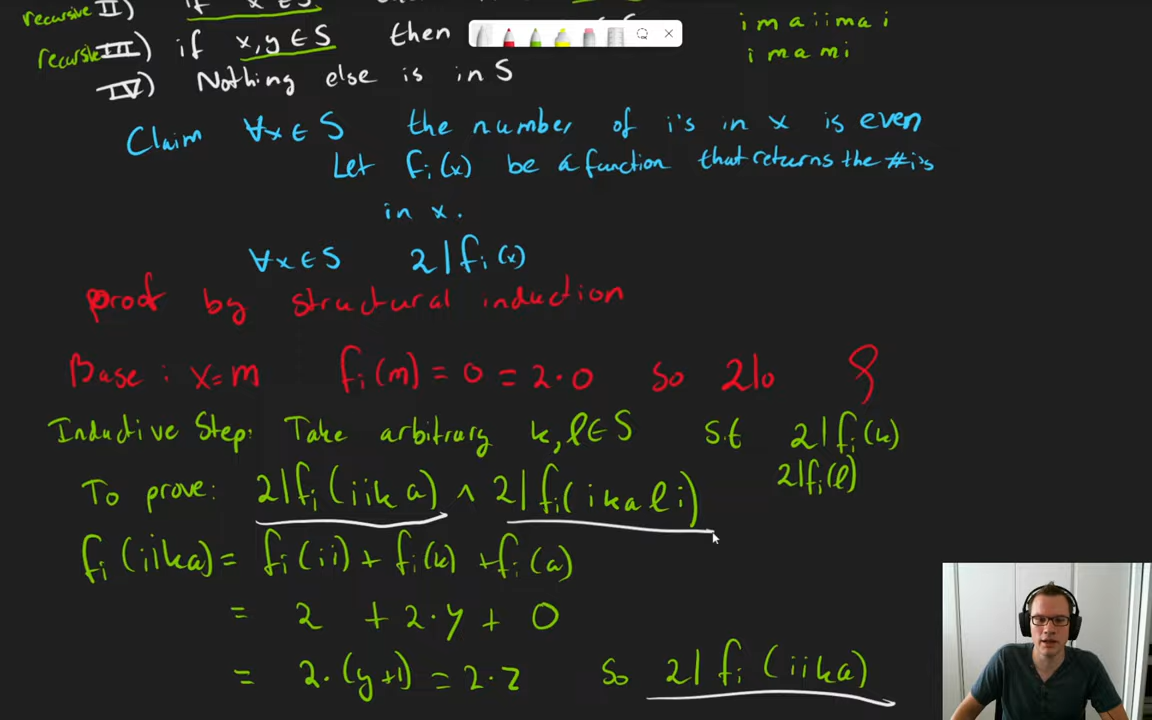 recursive II) if x ∈ S
recursive III) if x,y ∈ S then S
i m a i i m a i
i m a m i
IV) Nothing else is in S
Claim ∀x ∈ S the number of i's in x is even
Let fi(x) be a function that returns the #i's
in x.
∀x ∈ S 2|fi(x)
proof by structural induction
Base: x=m fi(m) = 0 = 2·0 so 2|0
Inductive Step: Take arbitrary k, l ∈ S s.t 2|fi(k)
2|fi(l)
To prove: 2|fi(iika) ∧ 2|fi(ikali)
fi(iika) = fi(ii) + fi(k) + fi(a)
= 2 + 2·y + 0
= 2·(y+1) = 2·z so 2|fi(iika)